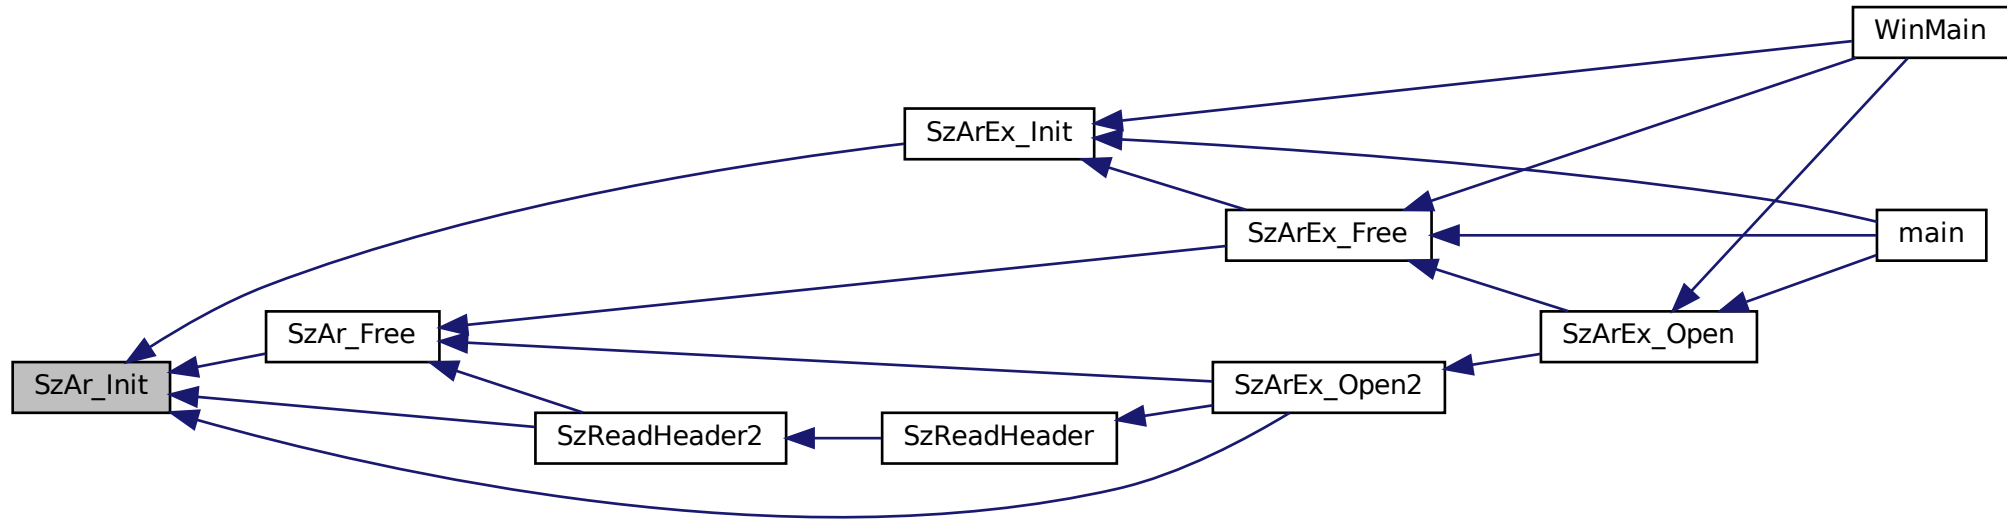 WinMain
SzArEx_Init
SzArEx_Free
main
SzAr_Free
SzArEx_Open
SzAr_Init
SzArEx_Open2
SzReadHeader2
SzReadHeader